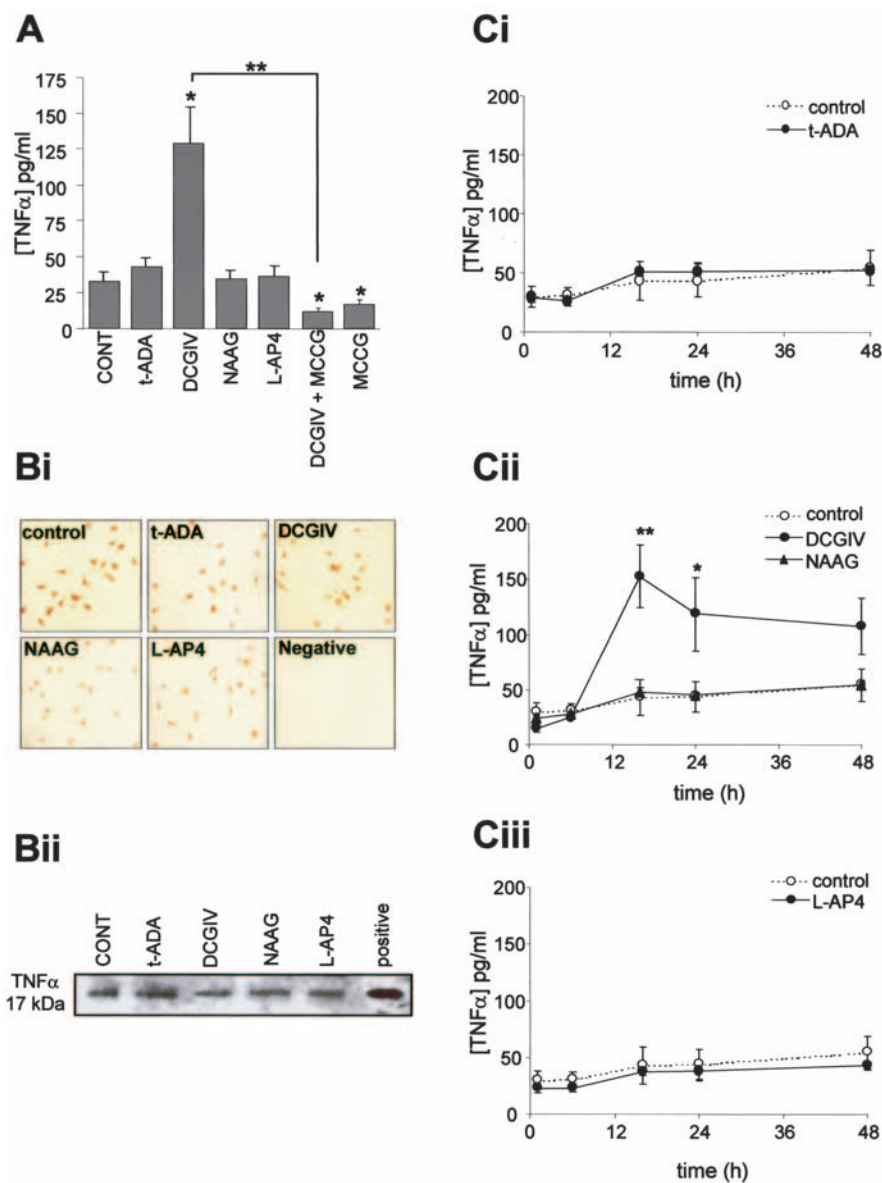 A
**
*
175
150
125
100
75
50
25
0
[TNFα] pg/ml
* *
CONT
t-ADA
DCGIV
NAAG
L-AP4
DCGIV + MCCG
MCCG
Bi
control
t-ADA
DCGIV
NAAG
L-AP4
Negative
Bii
CONT
t-ADA
DCGIV
NAAG
L-AP4
positive
TNFα
17 kDa
Ci
control
t-ADA
200
150
100
50
0
[TNFα] pg/ml
0 12 24 36 48
time (h)
Cii
control
DCGIV
NAAG
**
*
200
150
100
50
0
[TNFα] pg/ml
0 12 24 36 48
time (h)
Ciii
control
L-AP4
200
150
100
50
0
[TNFα] pg/ml
0 12 24 36 48
time (h)